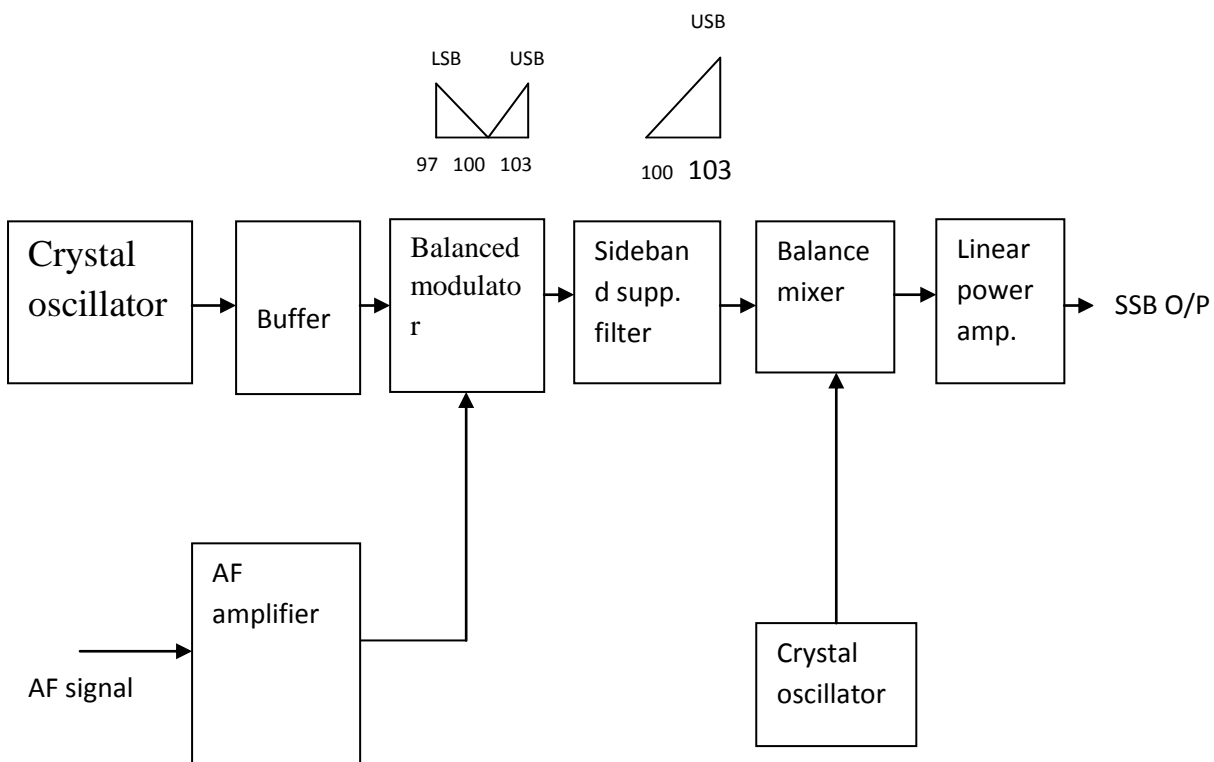 USB
LSB USB
97 100 103
100 103
Crystal
oscillator
Buffer
Balanced
modulato
r
Sideban
d supp.
filter
Balance
mixer
Linear
power
amp.
SSB O/P
AF
amplifier
AF signal
Crystal
oscillator